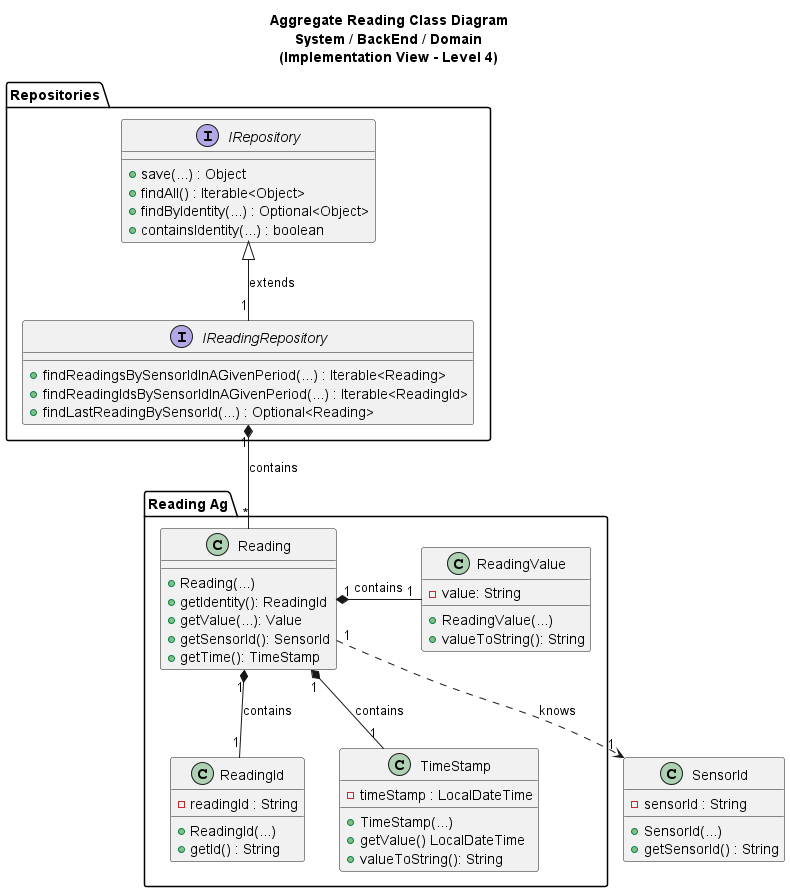 Aggregate Reading Class Diagram
System / BackEnd / Domain
(Implementation View - Level 4)
Repositories
I IRepository
save(...) : Object
findAll() : Iterable<Object>
findByIdentity(...) : Optional<Object>
containsIdentity(...) : boolean
extends
1
I IReadingRepository
findReadingsBySensorIdInAGivenPeriod(...) : Iterable<Reading>
findReadingIdsBySensorIdInAGivenPeriod(...) : Iterable<ReadingId>
findLastReadingBySensorId(...) : Optional<Reading>
1
contains
*
Reading Ag
C Reading
Reading(...)
getIdentity(): ReadingId
getValue(...): Value
getSensorId(): SensorId
getTime(): TimeStamp
1 contains 1
C ReadingValue
value: String
ReadingValue(...)
valueToString(): String
1
knows
1
1
contains
1
1
contains
1
C ReadingId
readingId : String
ReadingId(...)
getId() : String
C TimeStamp
timeStamp : LocalDateTime
TimeStamp(...)
getValue() LocalDateTime
valueToString(): String
C SensorId
sensorId : String
SensorId(...)
getSensorId() : String